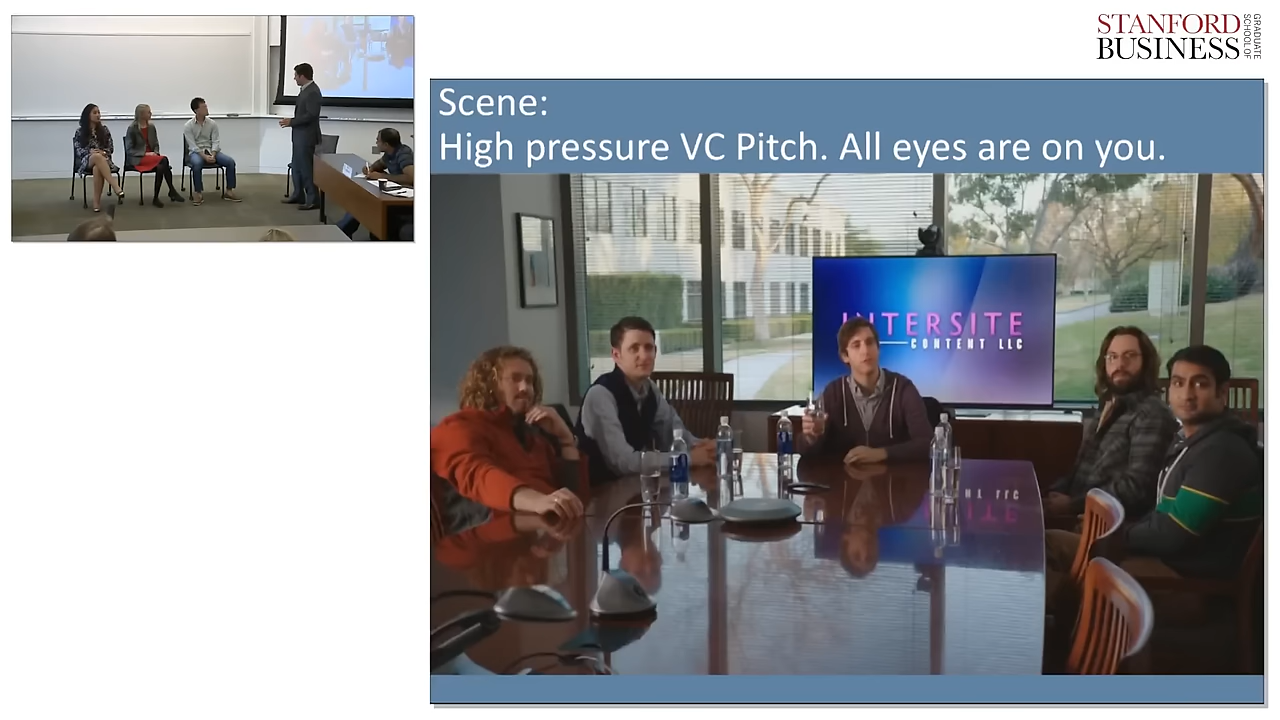 STANFORD
BUSINESS
GRADUATE
SCHOOL OF
Scene:
High pressure VC Pitch. All eyes are on you.
INTERSITE
CONTENT LLC